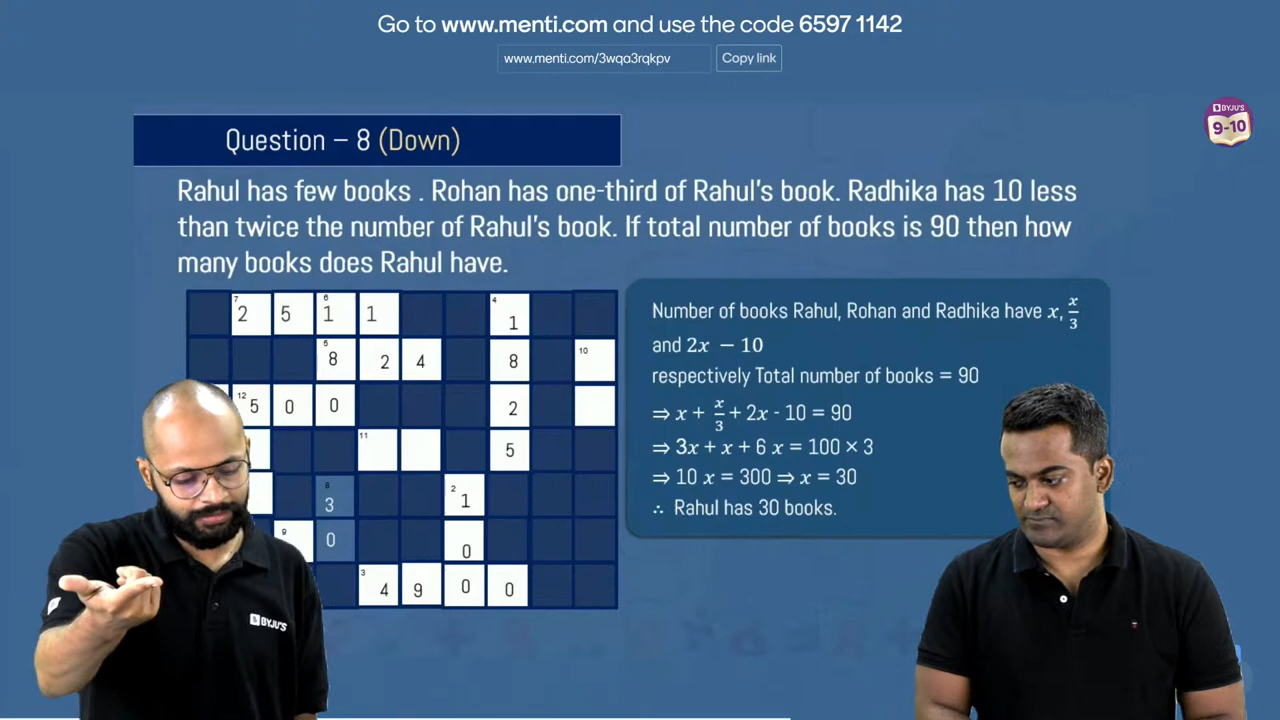 Go to www.menti.com and use the code 6597 1142
www.menti.com/3wqa3rqkpv Copy link
BYJU'S
9-10
Question – 8 (Down)
Rahul has few books . Rohan has one-third of Rahul's book. Radhika has 10 less
than twice the number of Rahul's book. If total number of books is 90 then how
many books does Rahul have.
7 2 5 6 1 1 4 1
5 8 2 4 8 10
12 5 0 0 2
11 5
8 3 2 1
9 0 0
3 4 9 0 0
Number of books Rahul, Rohan and Radhika have x, x/3
and 2x − 10
respectively Total number of books = 90
⇒ x + x/3 + 2x - 10 = 90
⇒ 3x + x + 6 x = 100 × 3
⇒ 10 x = 300 ⇒ x = 30
∴ Rahul has 30 books.
BYJU'S